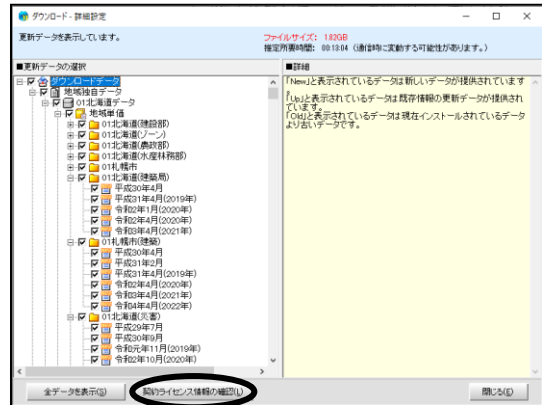 ダウンロード - 詳細設定
更新データを表示しています。
ファイルサイズ: 1.82GB
推定所要時間: 00:13:04 (通信時に変動する可能性があります。)
■更新データの選択
ダウンロードデータ
地域独自データ
01北海道データ
地域単価
01北海道(建設部)
01北海道(ゾーン)
01北海道(農政部)
01北海道(水産林務部)
01札幌市
01北海道(建築局)
平成30年4月
平成31年4月(2019年)
令和2年1月(2020年)
令和2年4月(2020年)
令和3年4月(2021年)
01札幌市(建築)
平成30年4月
平成31年2月
平成31年4月(2019年)
令和2年4月(2020年)
令和3年4月(2021年)
令和4年4月(2022年)
01北海道(災害)
平成29年7月
平成30年9月
令和元年11月(2019年)
令和2年10月(2020年)
■詳細
「New」と表示されているデータは新しいデータが提供されています
。
「Up」と表示されているデータは既存情報の更新データが提供され
ています。
「Old」と表示されているデータは現在インストールされているデータ
より古いデータです。
全データを表示(S)
契約ライセンス情報の確認(L)
閉じる(E)